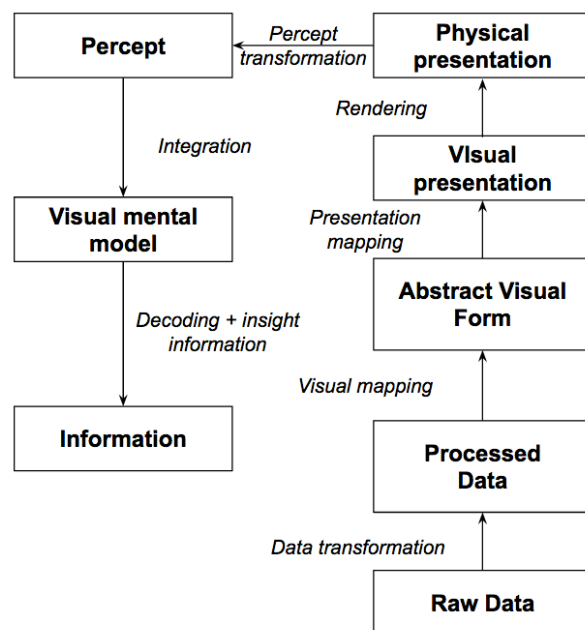 Percept
Percept
transformation
Physical
presentation
Rendering
Integration
VIsual
presentation
Visual mental
model
Presentation
mapping
Abstract Visual
Form
Decoding + insight
information
Visual mapping
Information
Processed
Data
Data transformation
Raw Data